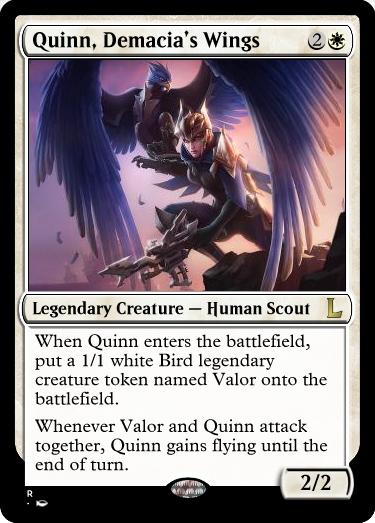 Quinn, Demacia's Wings 2
Legendary Creature — Human Scout L
When Quinn enters the battlefield,
put a 1/1 white Bird legendary
creature token named Valor onto the
battlefield.
Whenever Valor and Quinn attack
together, Quinn gains flying until the
end of turn.
2/2
R